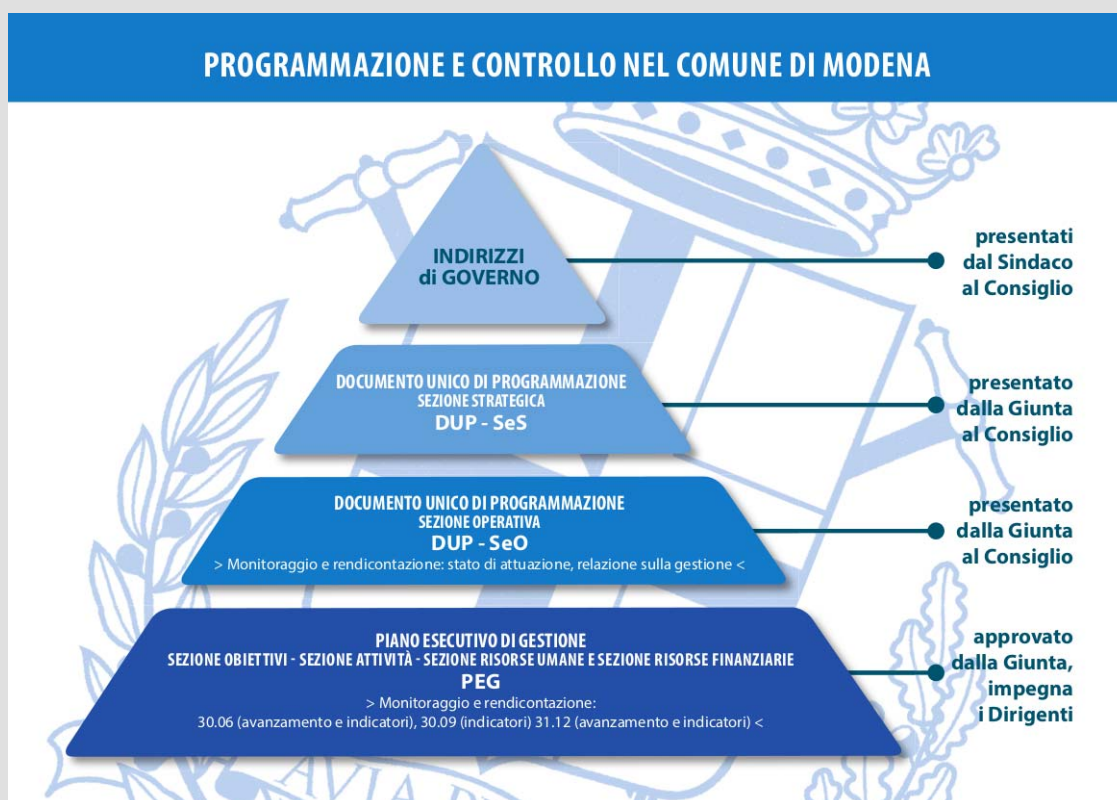 PROGRAMMAZIONE E CONTROLLO NEL COMUNE DI MODENA
INDIRIZZI
di GOVERNO
presentati
dal Sindaco
al Consiglio
DOCUMENTO UNICO DI PROGRAMMAZIONE
SEZIONE STRATEGICA
DUP - SeS
presentato
dalla Giunta
al Consiglio
DOCUMENTO UNICO DI PROGRAMMAZIONE
SEZIONE OPERATIVA
DUP - SeO
> Monitoraggio e rendicontazione: stato di attuazione, relazione sulla gestione <
presentato
dalla Giunta
al Consiglio
PIANO ESECUTIVO DI GESTIONE
SEZIONE OBIETTIVI - SEZIONE ATTIVITÀ - SEZIONE RISORSE UMANE E SEZIONE RISORSE FINANZIARIE
PEG
> Monitoraggio e rendicontazione:
30.06 (avanzamento e indicatori), 30.09 (indicatori) 31.12 (avanzamento e indicatori) <
approvato
dalla Giunta,
impegna
i Dirigenti
AVIA